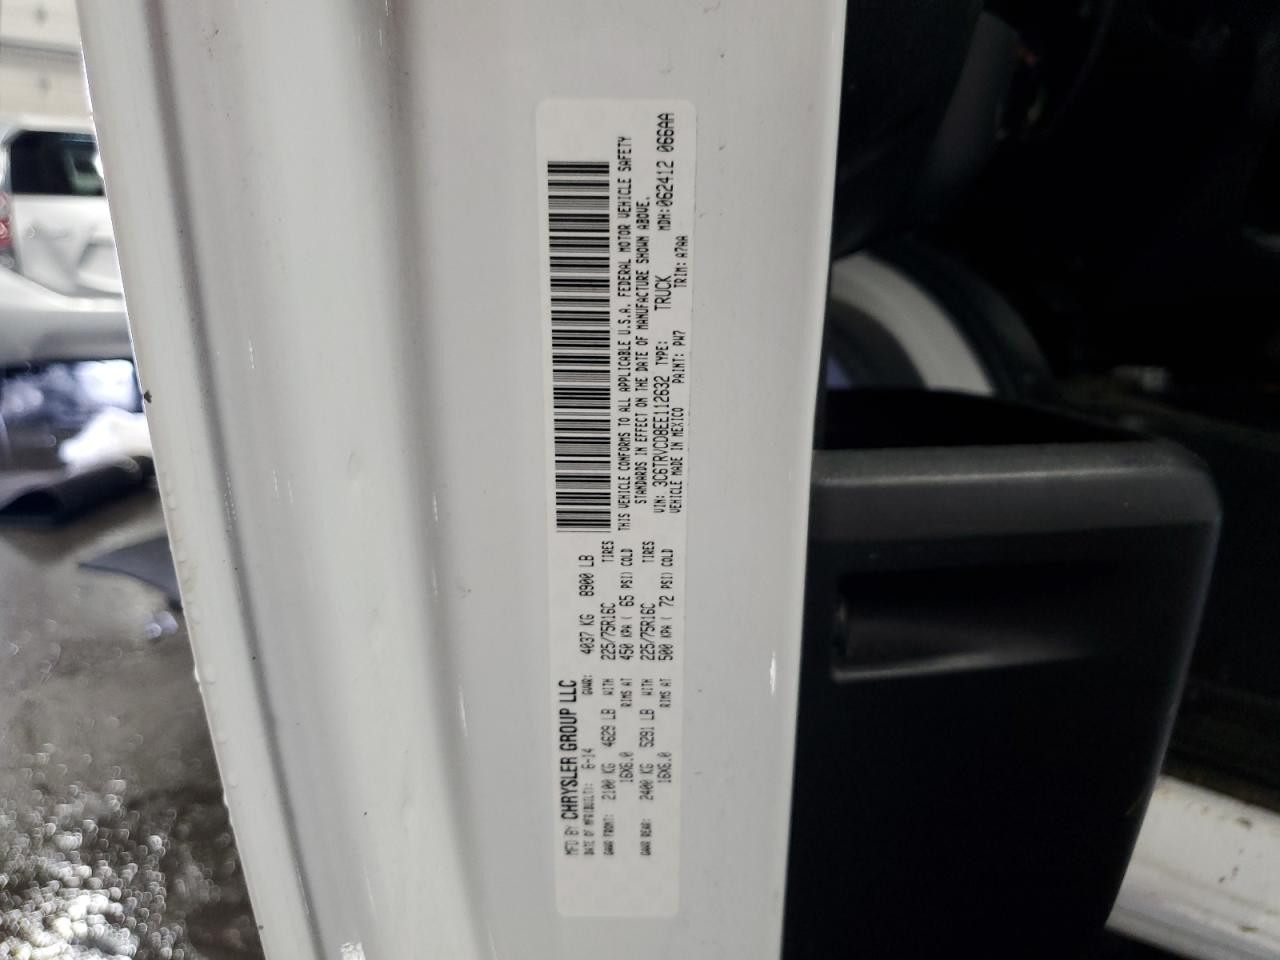 MFD BY CHRYSLER GROUP LLC
DATE OF MFR(BUILT): 6-14 GVWR: 4037 KG 8900 LB
GAWR FRONT: 2100 KG 4629 LB WITH 225/75R16C TIRES
16X6.0 RIMS AT 450 KPA ( 65 PSI) COLD
GAWR REAR: 2400 KG 5291 LB WITH 225/75R16C TIRES
16X6.0 RIMS AT 500 KPA ( 72 PSI) COLD
THIS VEHICLE CONFORMS TO ALL APPLICABLE U.S.A. FEDERAL MOTOR VEHICLE SAFETY
STANDARDS IN EFFECT ON THE DATE OF MANUFACTURE SHOWN ABOVE.
VIN: 3C6TRVCD8EE112632 TYPE: TRUCK MDH:062412 066AA
VEHICLE MADE IN MEXICO PAINT: PW7 TRIM: A7AA